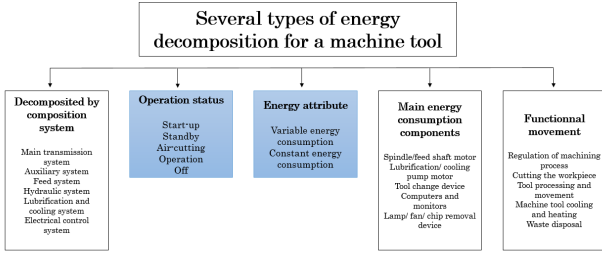 Several types of energy
decomposition for a machine tool
Decomposited by
composition
system
Main transmission
system
Auxiliary system
Feed system
Hydraulic system
Lubrification and
cooling system
Electrical control
system
Operation status
Start-up
Standby
Air-cutting
Operation
Off
Energy attribute
Variable energy
consumption
Constant energy
consumption
Main energy
consumption
components
Spindle/feed shaft motor
Lubrification/ cooling
pump motor
Tool change device
Computers and
monitors
Lamp/ fan/ chip removal
device
Functionnal
movement
Regulation of machining
process
Cutting the workpiece
Tool processing and
movement
Machine tool cooling
and heating
Waste disposal